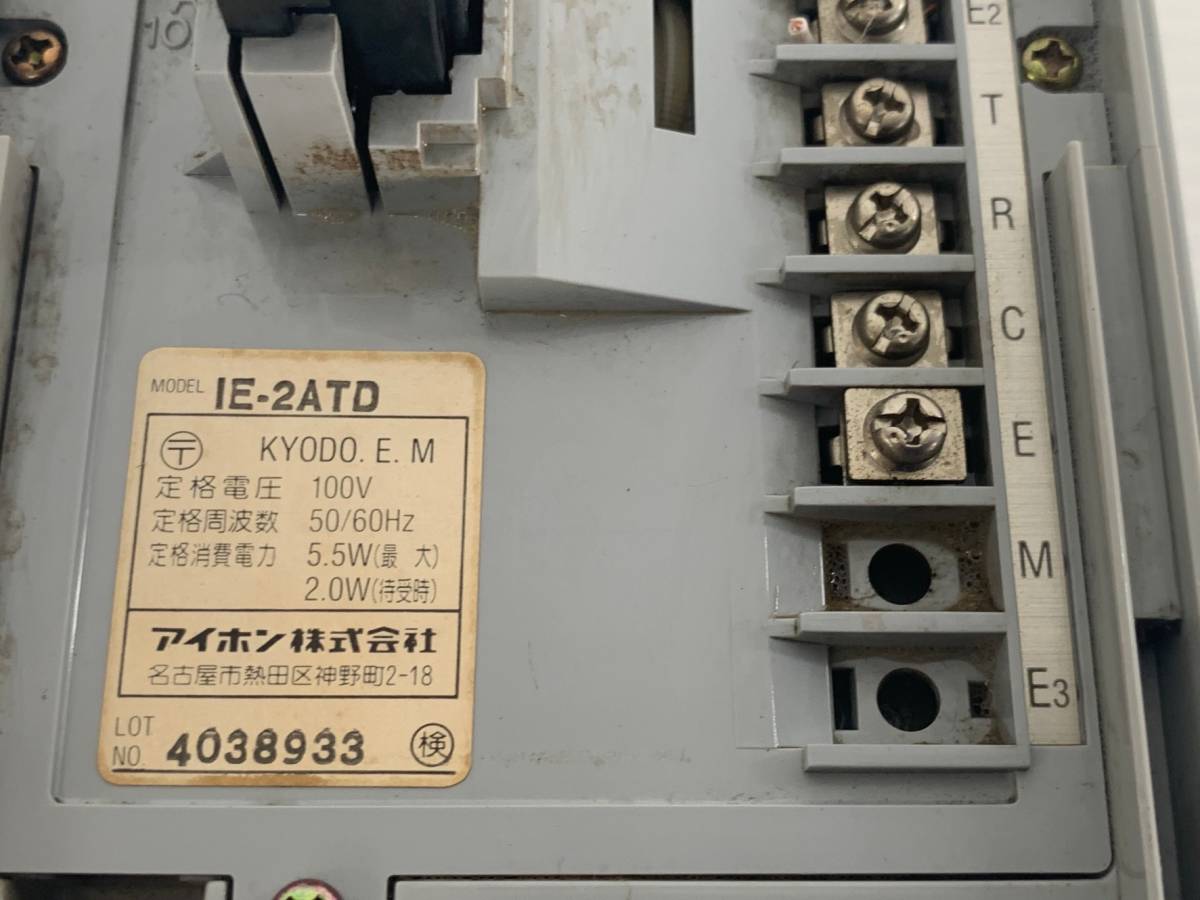 10
E2
T
R
C
E
M
E3
MODEL IE-2ATD
〒 KYODO. E. M
定格電圧 100V
定格周波数 50/60Hz
定格消費電力 5.5W(最 大)
2.0W(待受時)
アイホン株式会社
名古屋市熱田区神野町2-18
LOT NO. 4038933 検